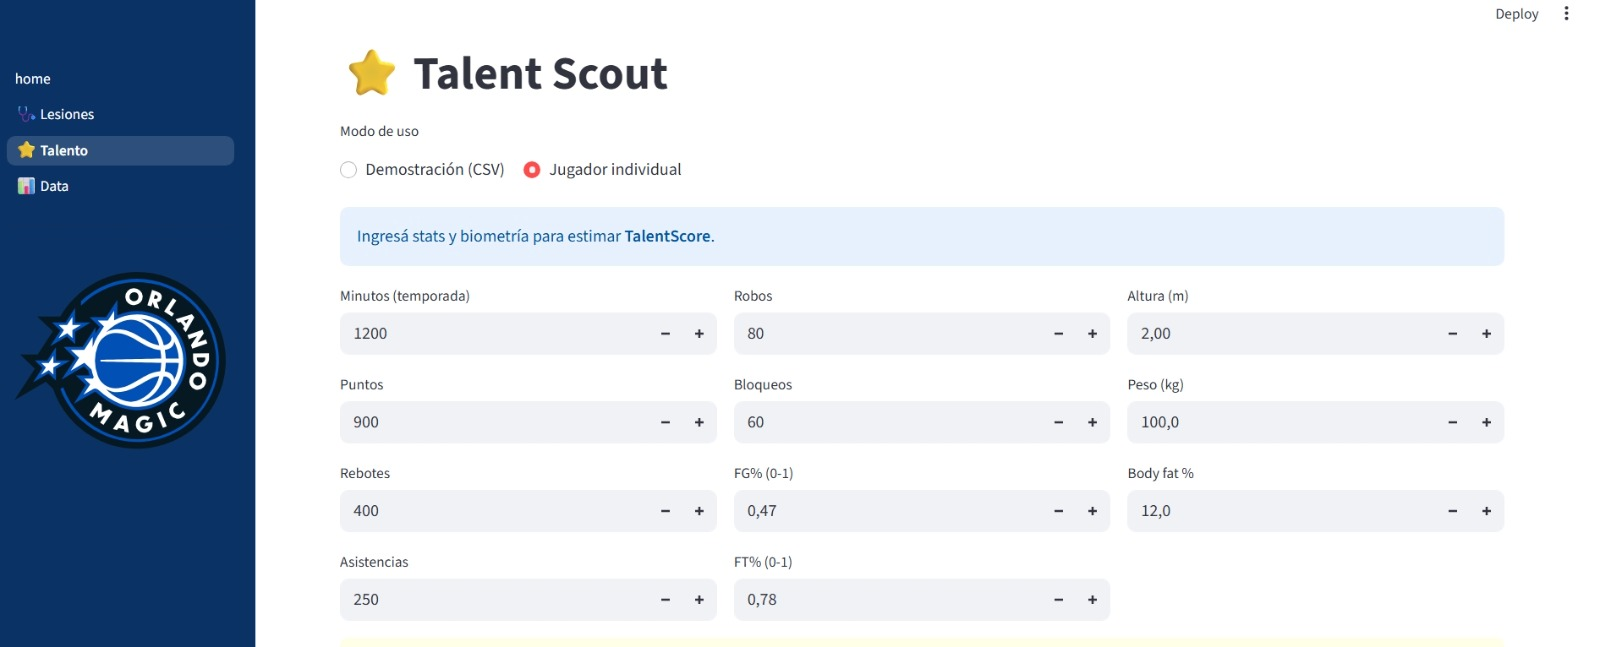 Deploy
home
Lesiones
Talento
Data
ORLANDO
MAGIC
Talent Scout
Modo de uso
Demostración (CSV) Jugador individual
Ingresá stats y biometría para estimar TalentScore.
Minutos (temporada) Robos Altura (m)
1200 − + 80 − + 2,00 − +
Puntos Bloqueos Peso (kg)
900 − + 60 − + 100,0 − +
Rebotes FG% (0-1) Body fat %
400 − + 0,47 − + 12,0 − +
Asistencias FT% (0-1)
250 − + 0,78 − +